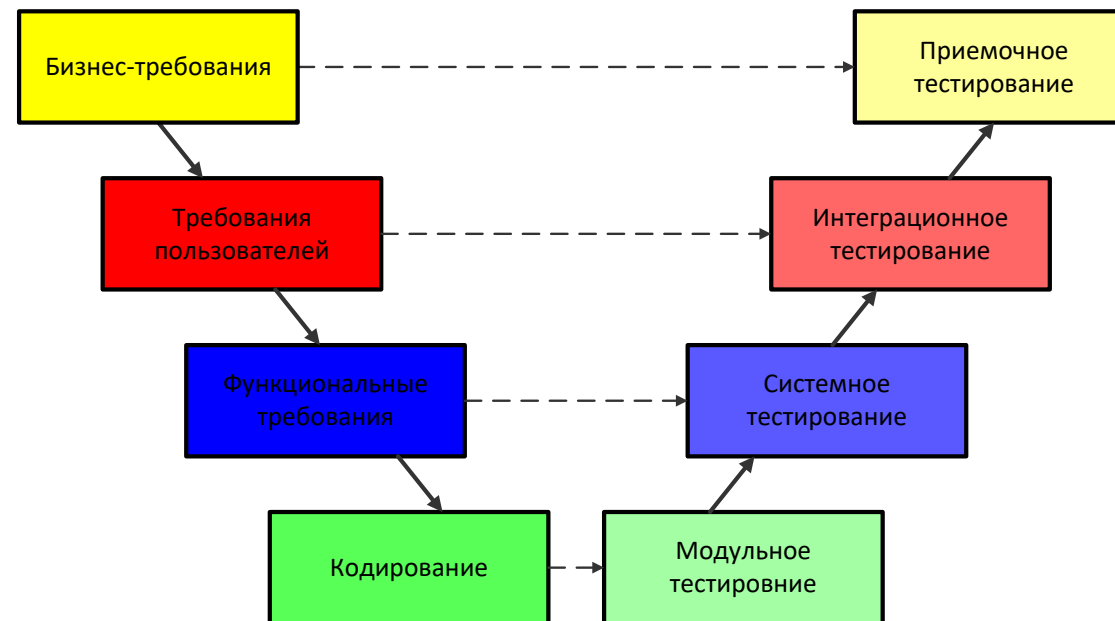 Бизнес-требования
Приемочное
тестирование
Требования
пользователей
Интеграционное
тестирование
Функциональные
требования
Системное
тестирование
Кодирование
Модульное
тестировние